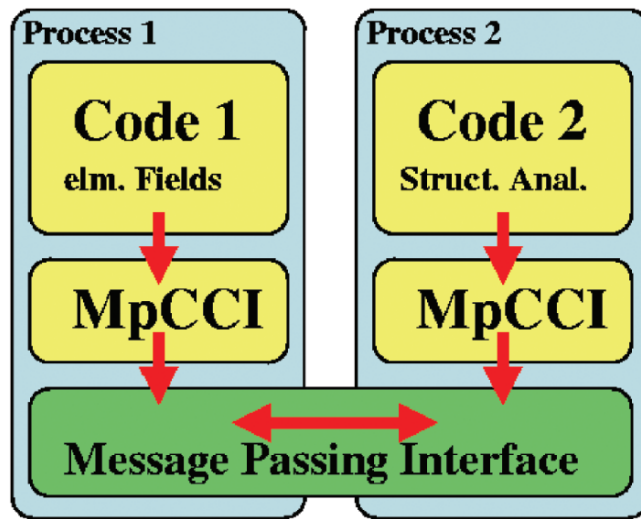 Process 1
Code 1
elm. Fields
MpCCI
Process 2
Code 2
Struct. Anal.
MpCCI
Message Passing Interface